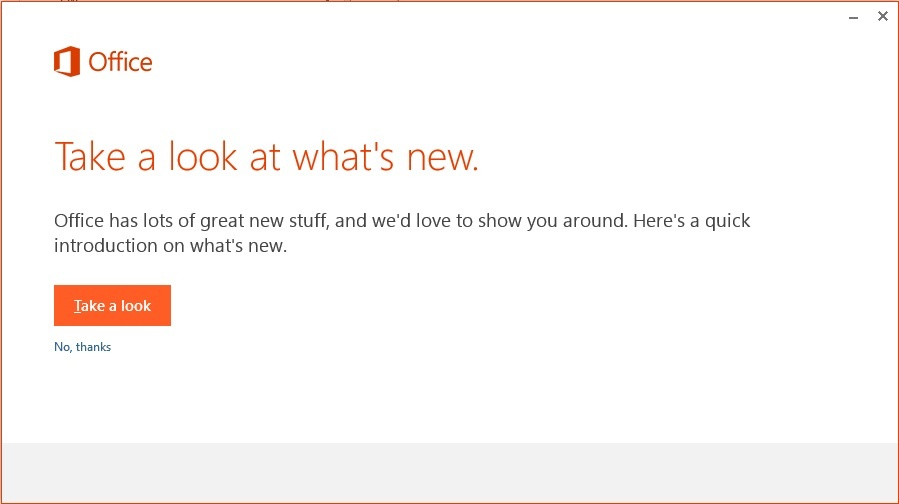 Office
Take a look at what's new.
Office has lots of great new stuff, and we'd love to show you around. Here's a quick
introduction on what's new.
Take a look
No, thanks